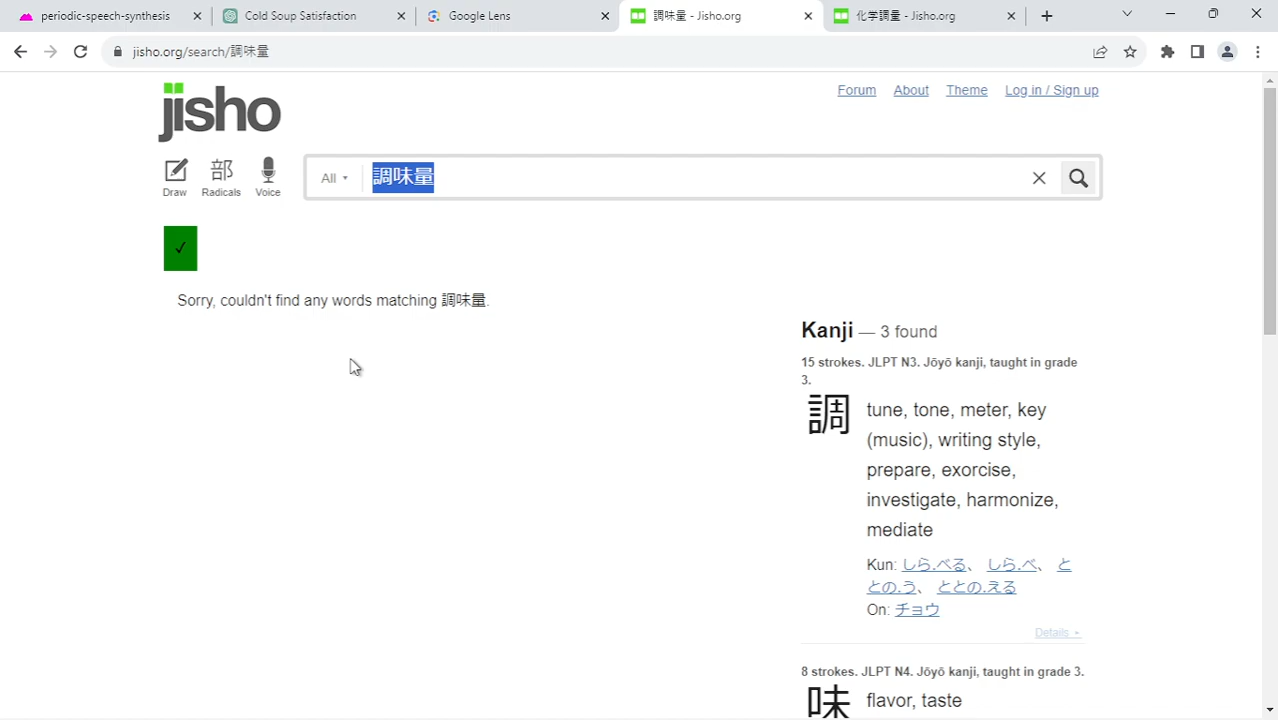 periodic-speech-synthesis
Cold Soup Satisfaction
Google Lens
調味量 - Jisho.org
化学調量 - Jisho.org
jisho.org/search/調味量
jisho
Forum About Theme Log in / Sign up
部
Draw Radicals Voice
All
調味量
✓
Sorry, couldn't find any words matching 調味量.
Kanji — 3 found
15 strokes. JLPT N3. Jōyō kanji, taught in grade
3.
調
tune, tone, meter, key
(music), writing style,
prepare, exorcise,
investigate, harmonize,
mediate
Kun: しら.べる、 しら.べ、 と
との.う、 ととの.える
On: チョウ
Details ▸
8 strokes. JLPT N4. Jōyō kanji, taught in grade 3.
味
flavor, taste